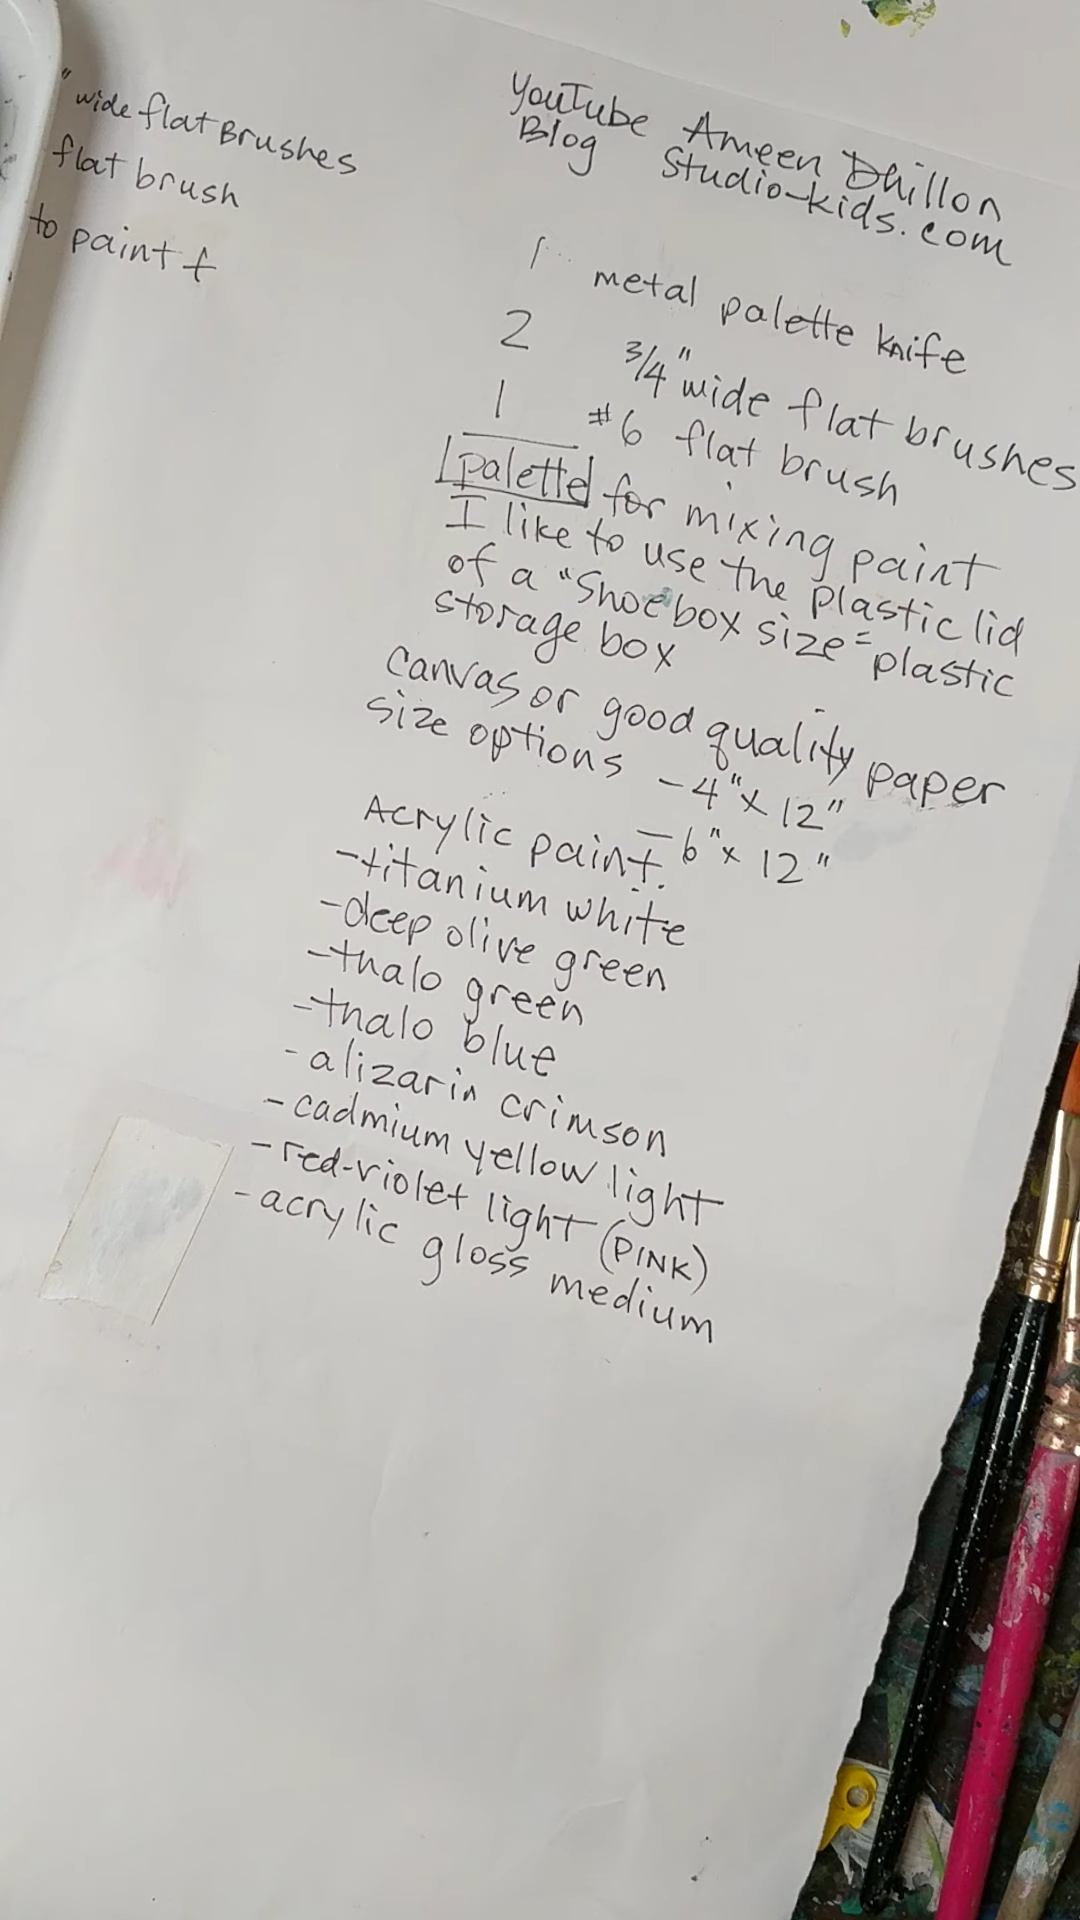 " wide flat Brushes
flat brush
to paint f
YouTube Ameen Dhillon
Blog Studio-kids.com
1 metal palette knife
2 3/4" wide flat brushes
1 #6 flat brush
palette for mixing paint
I like to use the plastic lid
of a "Shoebox size" plastic
storage box
canvas or good quality paper
size options - 4" x 12"
- 6" x 12"
Acrylic paint:
- titanium white
- deep olive green
- thalo green
- thalo blue
- alizarin crimson
- cadmium yellow light
- red-violet light (PINK)
- acrylic gloss medium